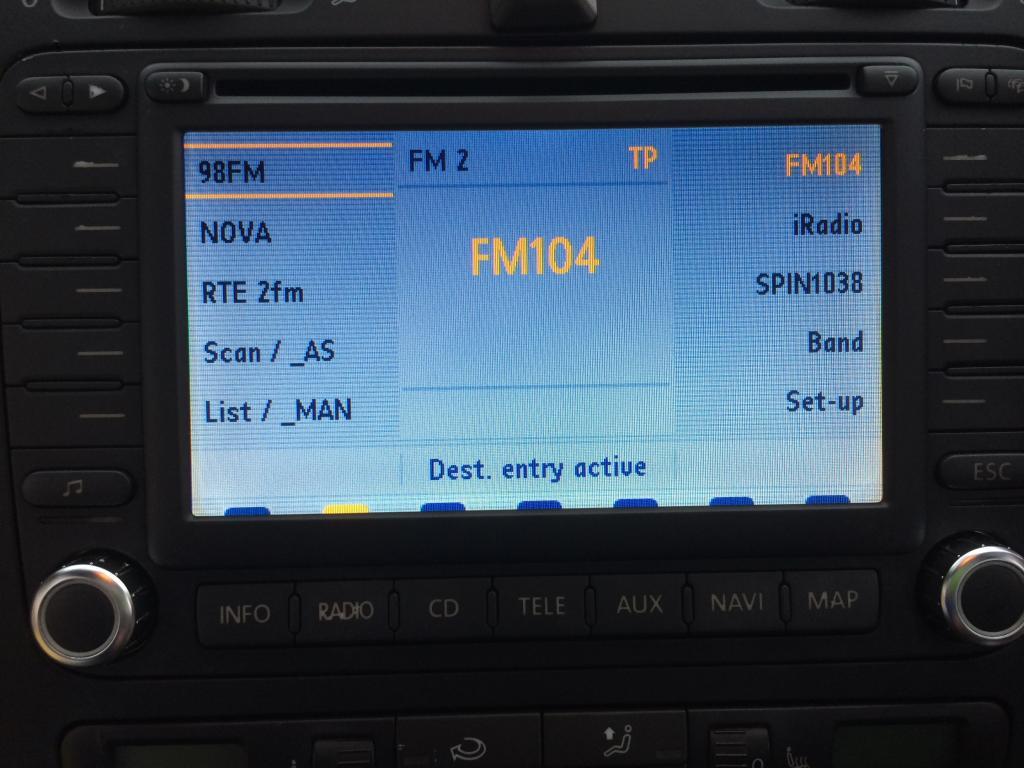 98FM
FM 2
TP
FM104
NOVA
FM104
iRadio
RTE 2fm
SPIN1038
Scan / _AS
Band
List / _MAN
Set-up
Dest. entry active
ESC
INFO
RADIO
CD
TELE
AUX
NAVI
MAP